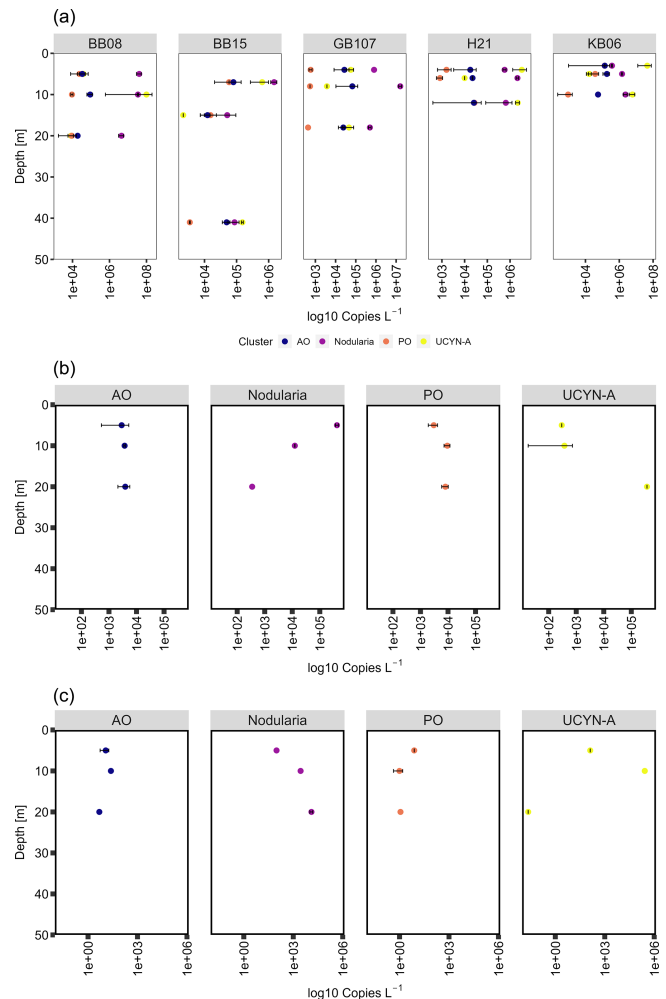 (a)
BB08 BB15 GB107 H21 KB06
0
10
20
30
40
50
Depth [m]
1e+04 1e+06 1e+08 1e+04 1e+05 1e+06 1e+03 1e+04 1e+05 1e+06 1e+07 1e+03 1e+04 1e+05 1e+06 1e+04 1e+06 1e+08
log10 Copies L⁻¹
Cluster AO Nodularia PO UCYN-A
(b)
AO Nodularia PO UCYN-A
0
10
20
30
40
50
Depth [m]
1e+02 1e+03 1e+04 1e+05 1e+02 1e+03 1e+04 1e+05 1e+02 1e+03 1e+04 1e+05 1e+02 1e+03 1e+04 1e+05
log10 Copies L⁻¹
(c)
AO Nodularia PO UCYN-A
0
10
20
30
40
50
Depth [m]
1e+00 1e+03 1e+06 1e+00 1e+03 1e+06 1e+00 1e+03 1e+06 1e+00 1e+03 1e+06
log10 Copies L⁻¹